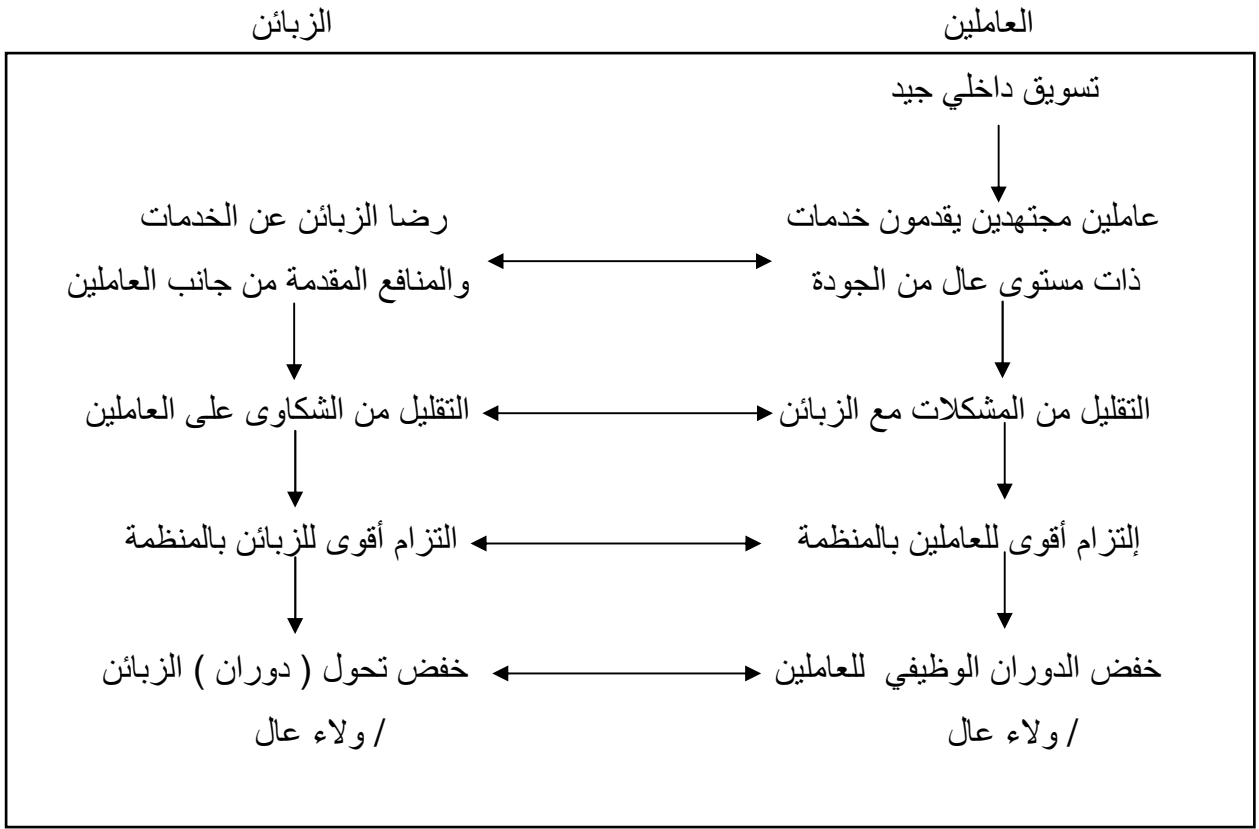 العاملين
الزبائن
تسويق داخلي جيد
عاملين مجتهدين يقدمون خدمات
ذات مستوى عال من الجودة
رضا الزبائن عن الخدمات
والمنافع المقدمة من جانب العاملين
التقليل من المشكلات مع الزبائن
التقليل من الشكاوى على العاملين
إلتزام أقوى للعاملين بالمنظمة
التزام أقوى للزبائن بالمنظمة
خفض الدوران الوظيفي للعاملين
/ ولاء عال
خفض تحول ( دوران ) الزبائن
/ ولاء عال